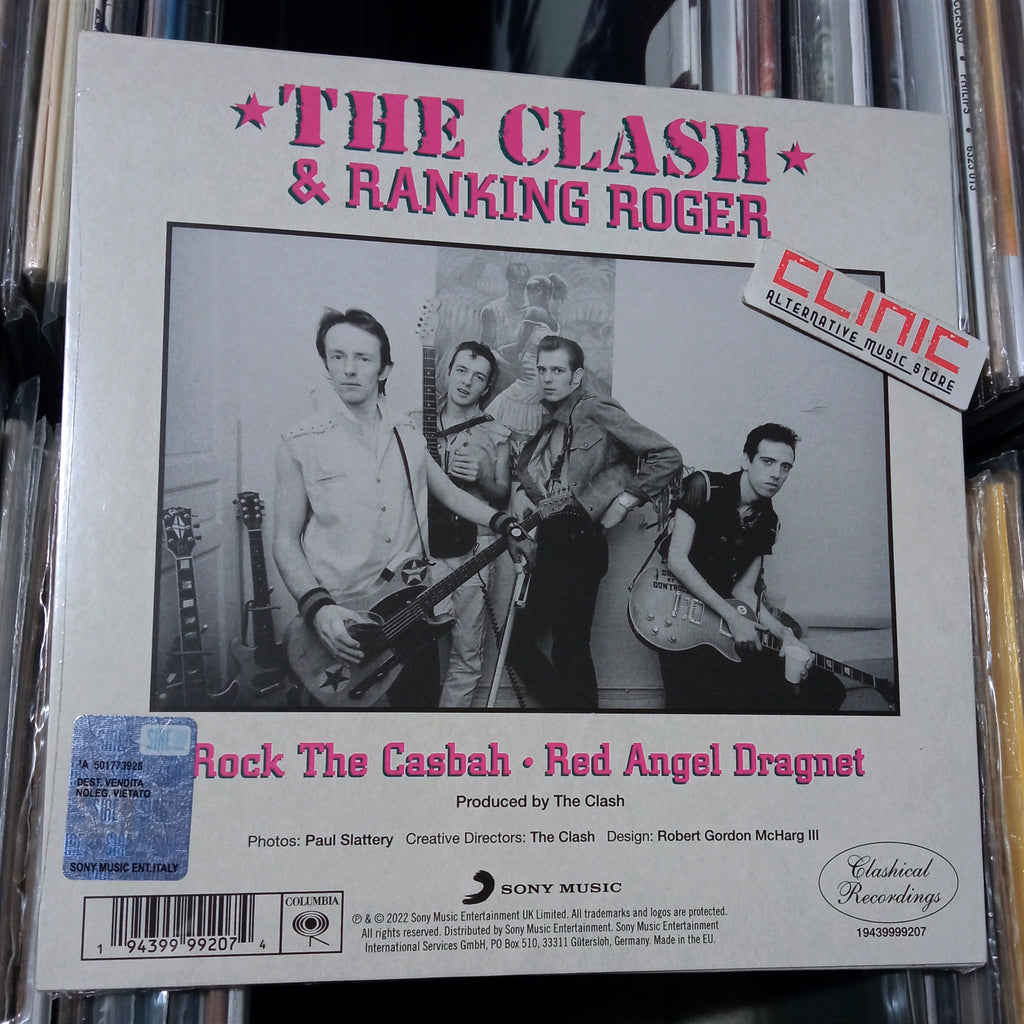 THE CLASH
& RANKING ROGER
CLINIC
ALTERNATIVE MUSIC STORE
Rock The Casbah • Red Angel Dragnet
Produced by The Clash
Photos: Paul Slattery Creative Directors: The Clash Design: Robert Gordon McHarg III
SIAE
501773928
DEST. VENDITA
NOLEG. VIETATO
SONY MUSIC ENT.ITALY
SONY MUSIC
Clashical
Recordings
19439999207
COLUMBIA
1 94399 99207 4
℗ & © 2022 Sony Music Entertainment UK Limited. All trademarks and logos are protected.
All rights reserved. Distributed by Sony Music Entertainment. Sony Music Entertainment
International Services GmbH, PO Box 510, 33311 Gütersloh, Germany. Made in the EU.